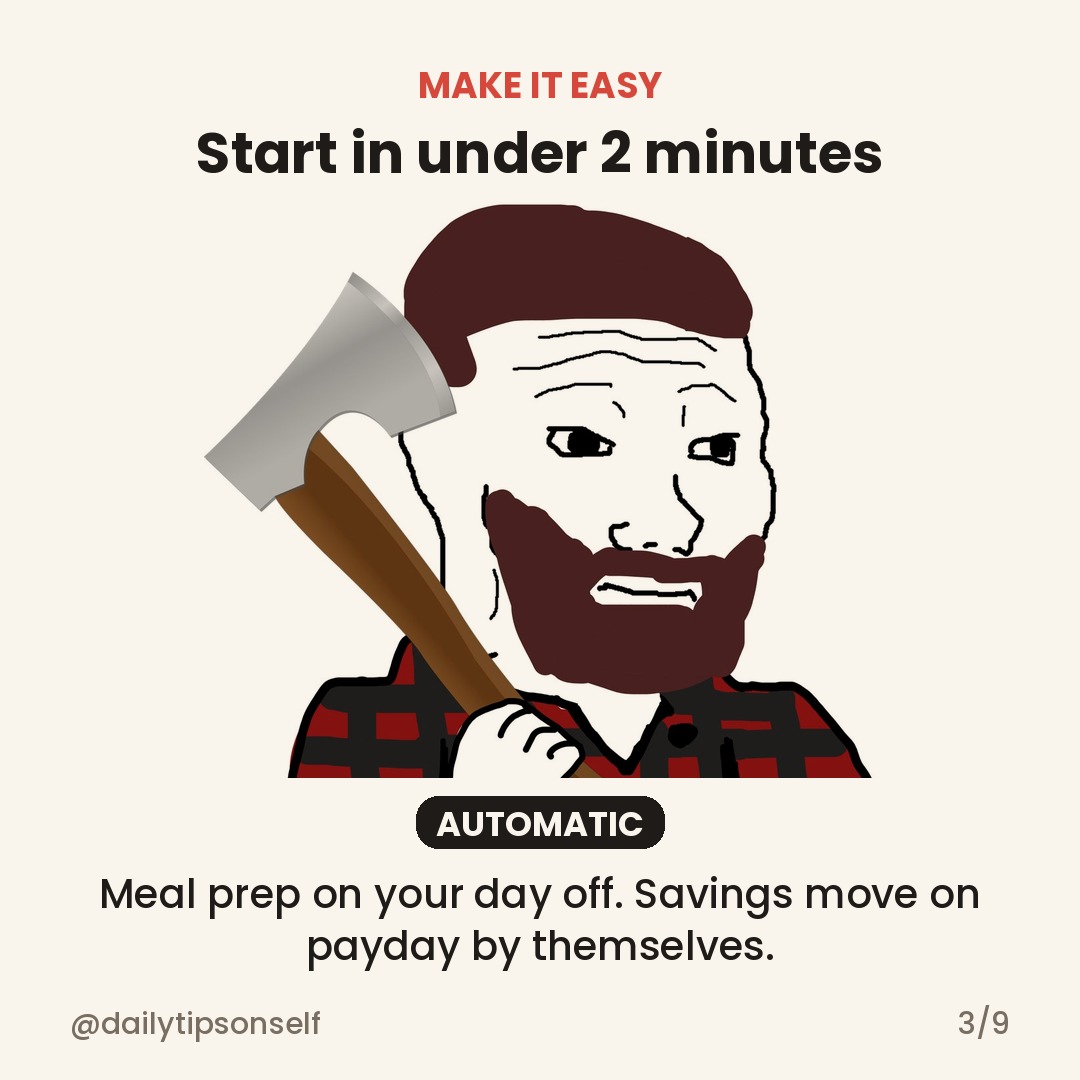 MAKE IT EASY
Start in under 2 minutes
AUTOMATIC
Meal prep on your day off. Savings move on
payday by themselves.
@dailytipsonself
3/9